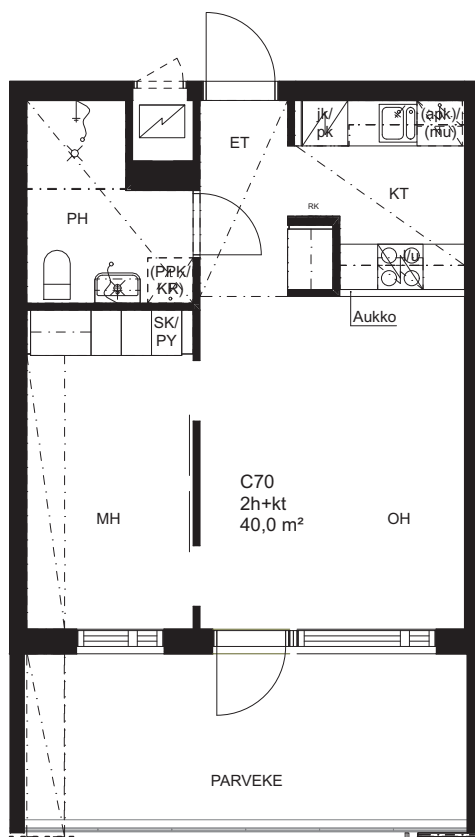 jk/ (apk)/
pk (mu)
ET
KT
RK
PH
l/u
(PPK/
KK)
Aukko
SK/
PY
C70
2h+kt
40,0 m²
MH
OH
PARVEKE